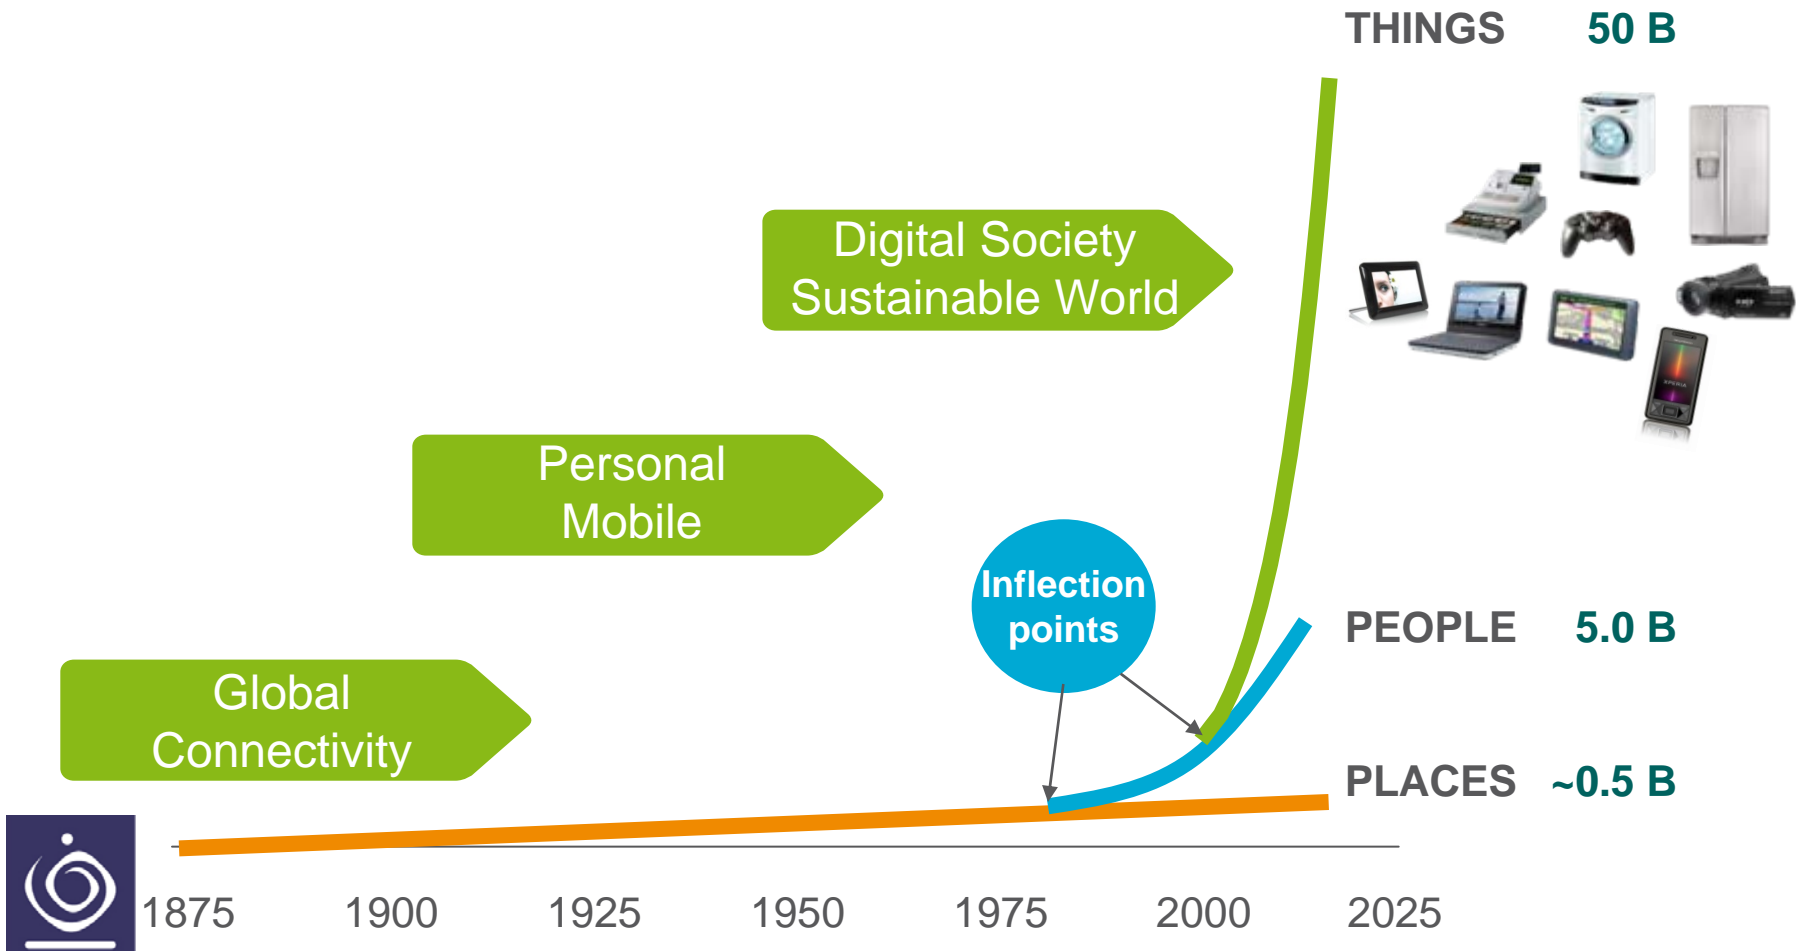 THINGS 50 B
Digital Society
Sustainable World
Personal
Mobile
Inflection
points
PEOPLE 5.0 B
Global
Connectivity
PLACES ~0.5 B
1875 1900 1925 1950 1975 2000 2025
XPERIA